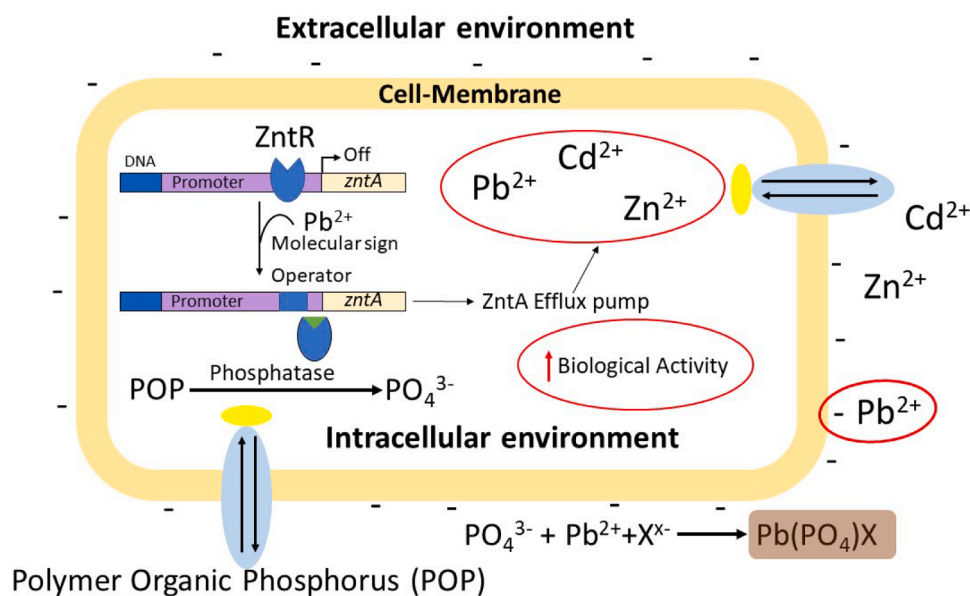 Extracellular environment
Cell-Membrane
ZntR
DNA
Off
Promoter
zntA
Pb²⁺
Molecular sign
Operator
Promoter
zntA
ZntA Efflux pump
Cd²⁺
Pb²⁺
Zn²⁺
Cd²⁺
Zn²⁺
- Pb²⁺
Biological Activity
Phosphatase
POP
PO₄³⁻
Intracellular environment
PO₄³⁻ + Pb²⁺+Xˣ⁻
Pb(PO₄)X
Polymer Organic Phosphorus (POP)